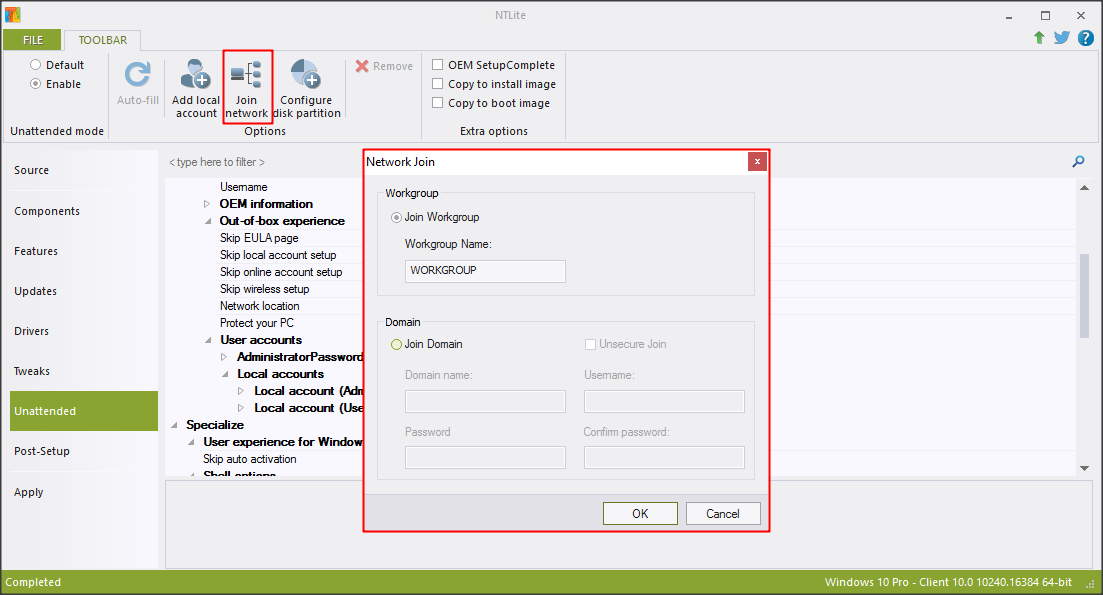 NTLite
FILE
TOOLBAR
Default
Enable
Unattended mode
Auto-fill
Add local
account
Join
network
Configure
disk partition
Options
Remove
OEM SetupComplete
Copy to install image
Copy to boot image
Extra options
Source
Components
Features
Updates
Drivers
Tweaks
Unattended
Post-Setup
Apply
< type here to filter >
Username
OEM information
Out-of-box experience
Skip EULA page
Skip local account setup
Skip online account setup
Skip wireless setup
Network location
Protect your PC
User accounts
AdministratorPassword
Local accounts
Local account (Adm
Local account (Use
Specialize
User experience for Window
Skip auto activation
Shell options
Network Join
Workgroup
Join Workgroup
Workgroup Name:
WORKGROUP
Domain
Join Domain
Unsecure Join
Domain name:
Username:
Password
Confirm password:
OK
Cancel
Completed
Windows 10 Pro - Client 10.0 10240.16384 64-bit